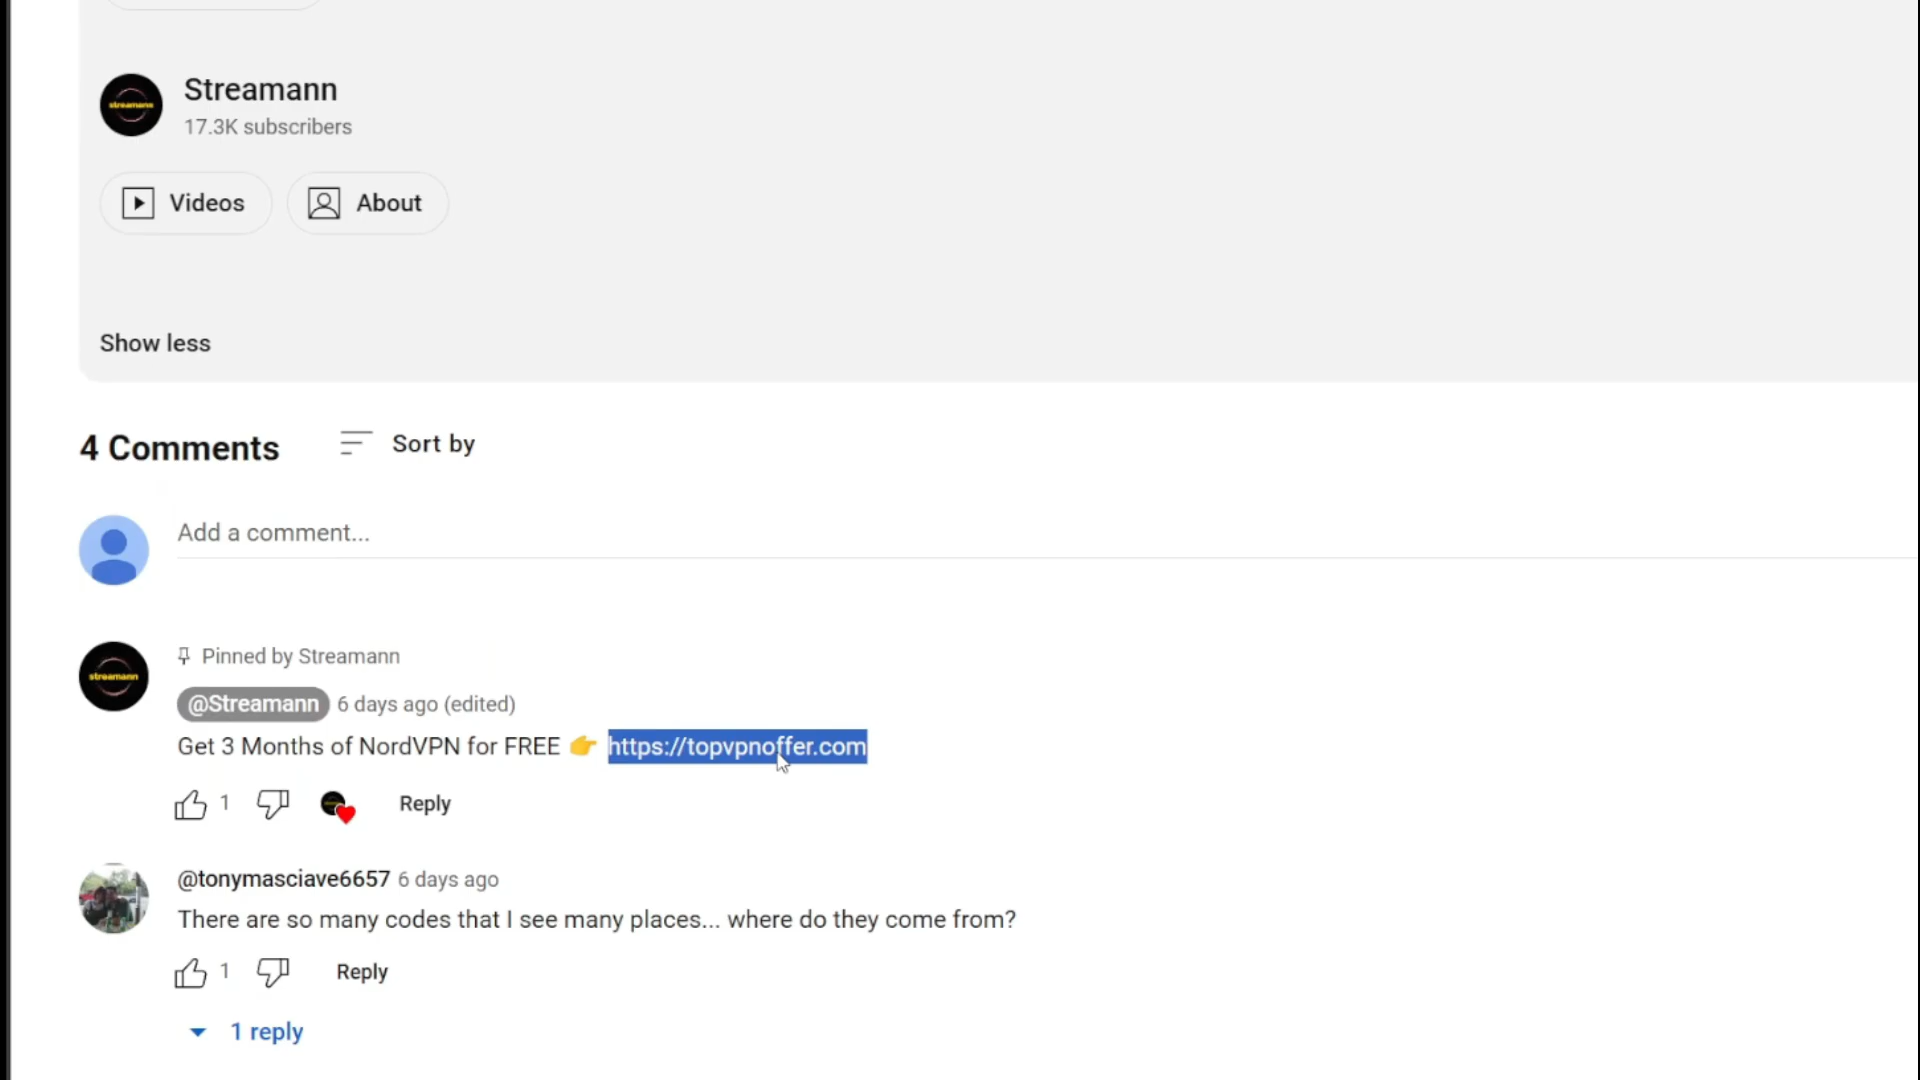 streamann
Streamann
17.3K subscribers
Videos
About
Show less
4 Comments
Sort by
Add a comment...
streamann
Pinned by Streamann
@Streamann 6 days ago (edited)
Get 3 Months of NordVPN for FREE 👉 https://topvpnoffer.com
1
Reply
@tonymasciave6657 6 days ago
There are so many codes that I see many places... where do they come from?
1
Reply
1 reply